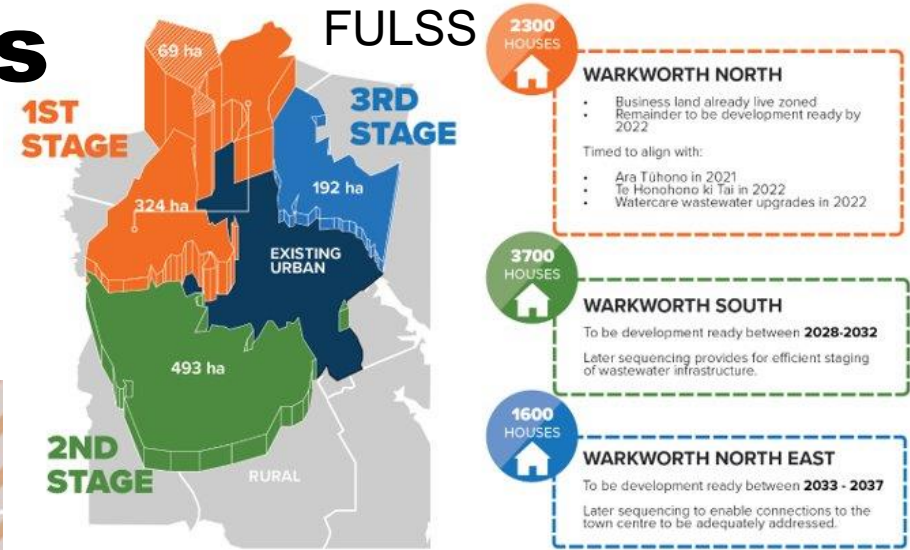 s
FULSS
69 ha
1ST
STAGE
3RD
STAGE
192 ha
324 ha
EXISTING
URBAN
493 ha
2ND
STAGE
RURAL
2300
HOUSES
WARKWORTH NORTH
• Business land already live zoned
• Remainder to be development ready by
2022
Timed to align with:
• Ara Tūhono in 2021
• Te Honohono ki Tai in 2022
• Watercare wastewater upgrades in 2022
3700
HOUSES
WARKWORTH SOUTH
To be development ready between 2028-2032
Later sequencing provides for efficient staging
of wastewater infrastructure.
1600
HOUSES
WARKWORTH NORTH EAST
To be development ready between 2033 - 2037
Later sequencing to enable connections to the
town centre to be adequately addressed.